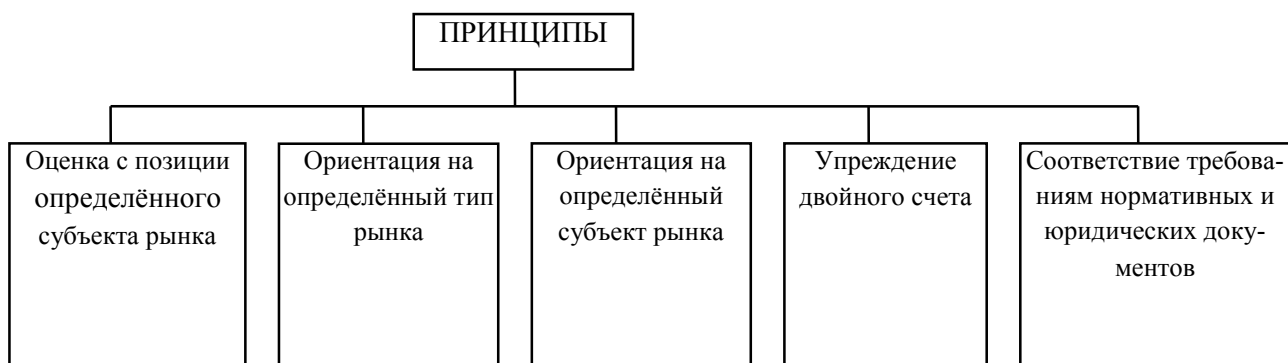 ПРИНЦИПЫ
Оценка с позиции
определённого
субъекта рынка
Ориентация на
определённый тип
рынка
Ориентация на
определённый
субъект рынка
Упреждение
двойного счета
Соответствие требова-
ниям нормативных и
юридических доку-
ментов